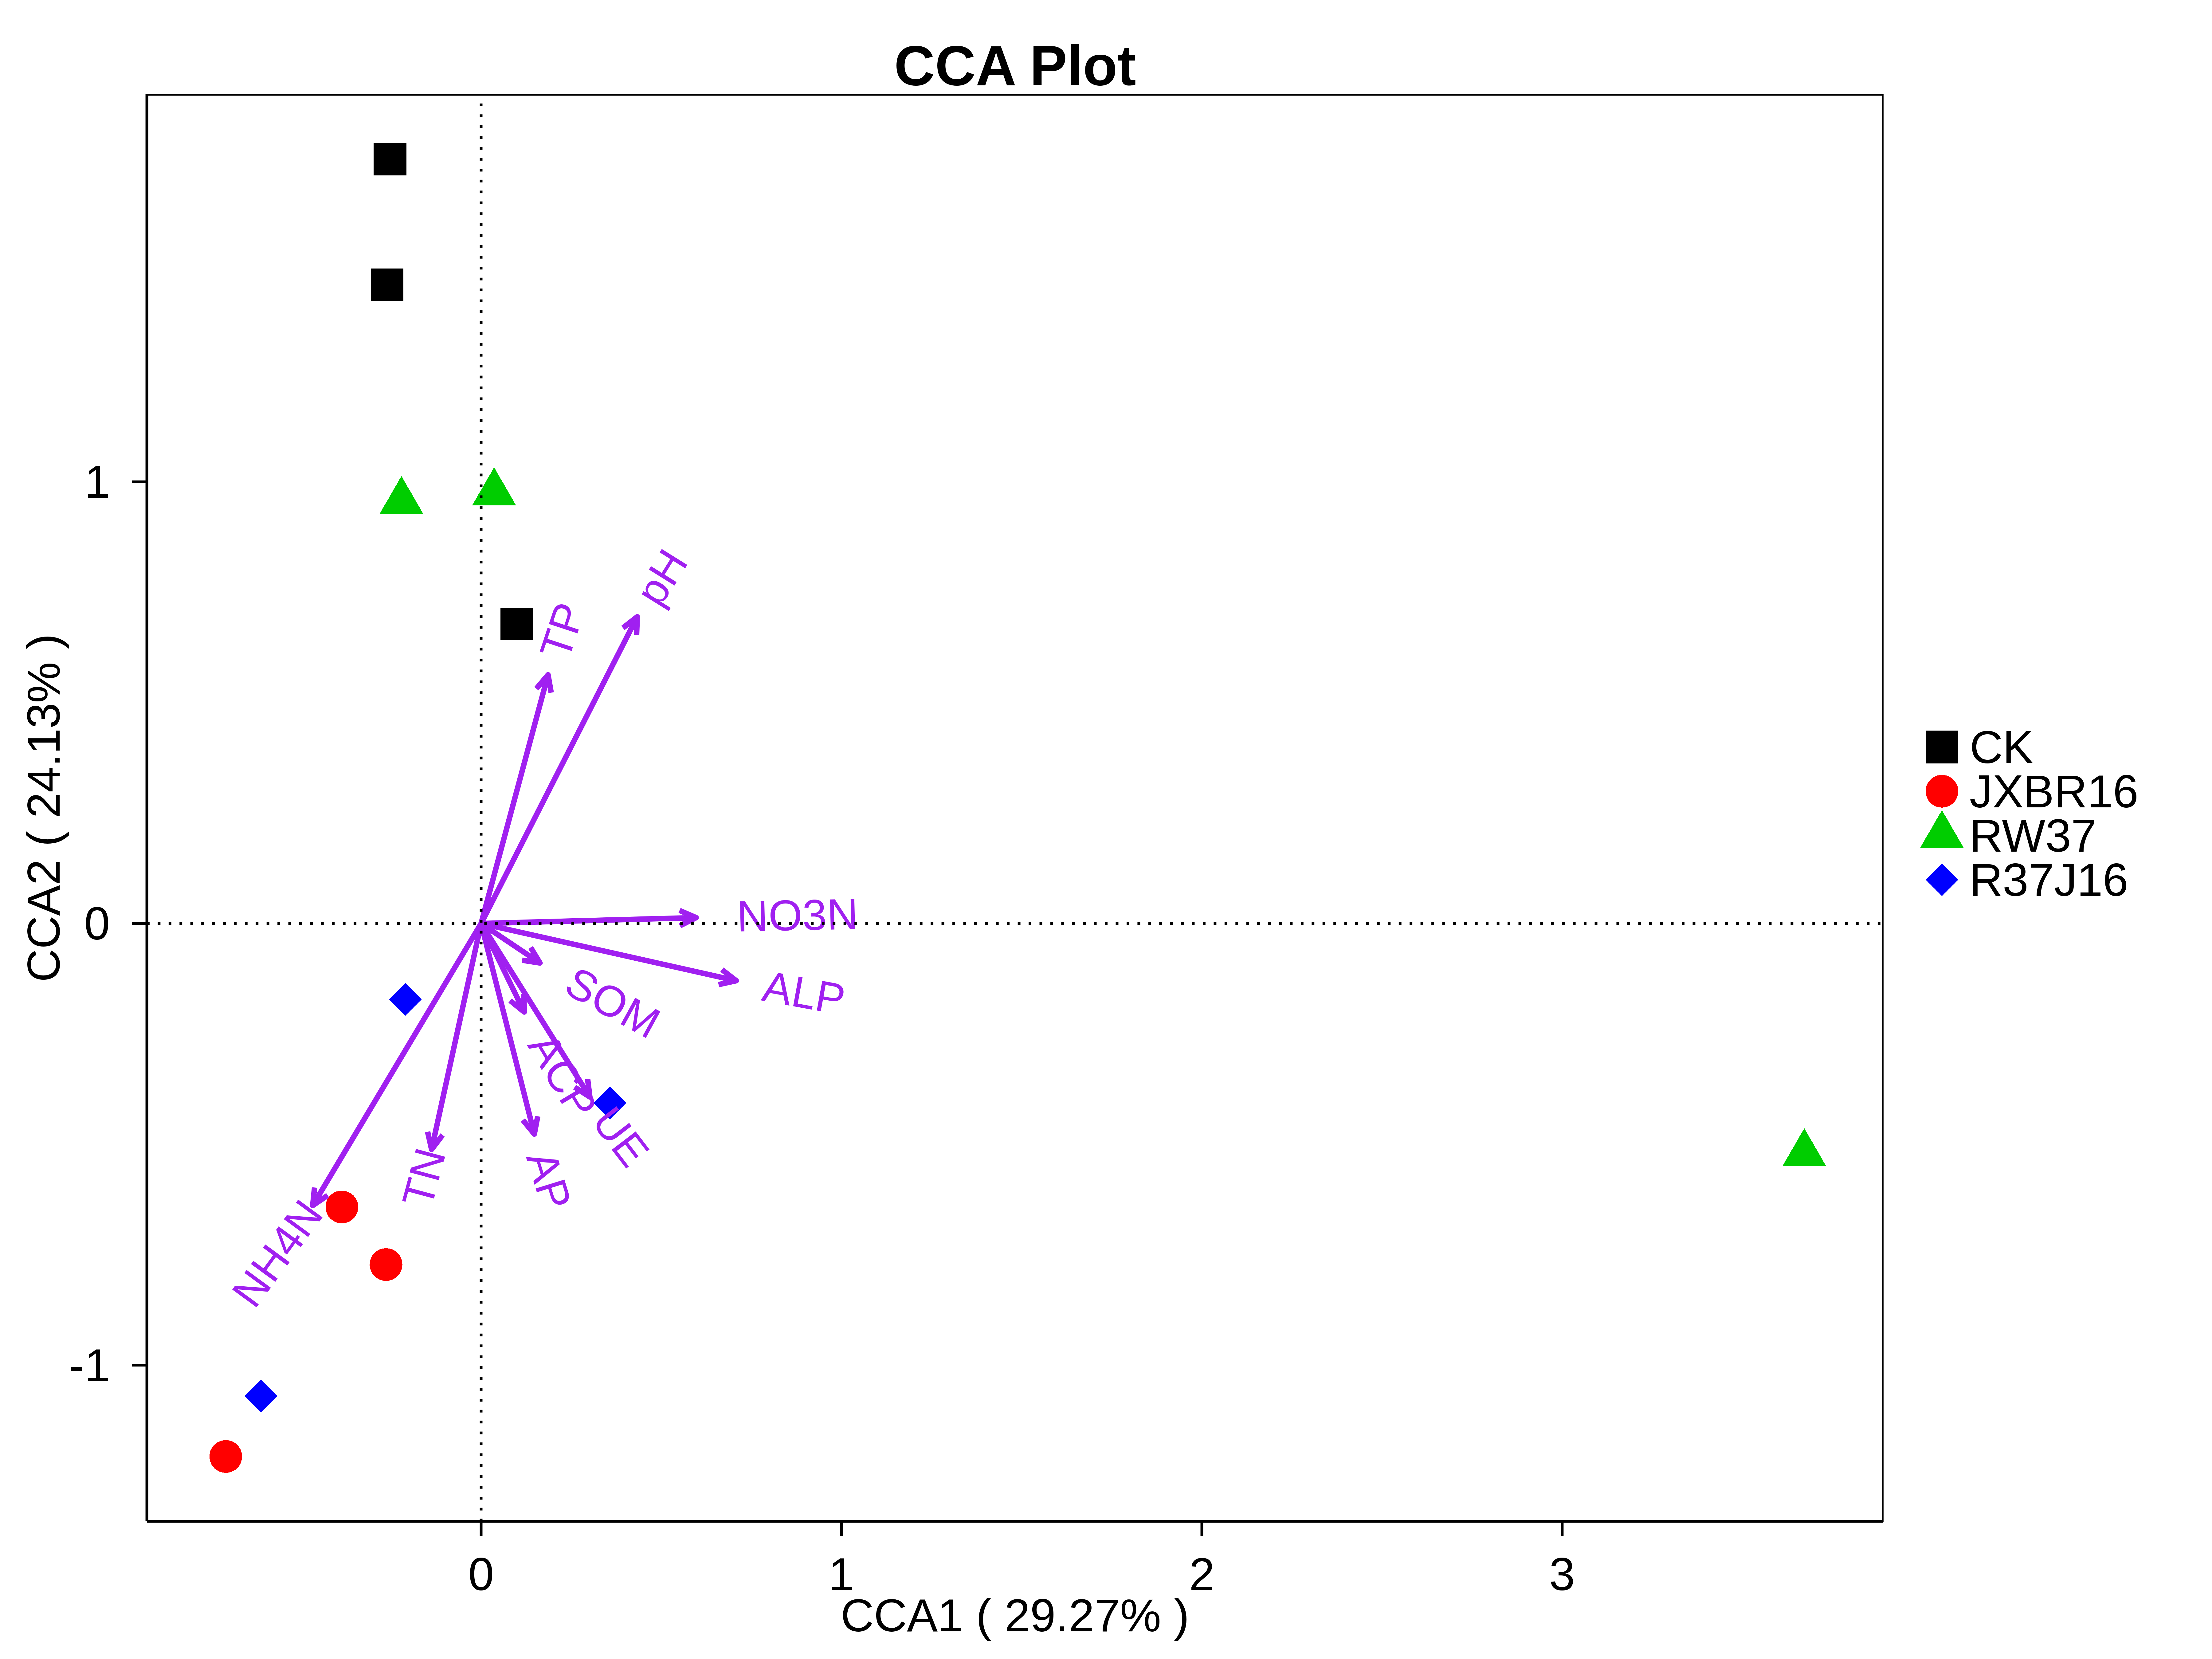 CCA Plot
CCA2 ( 24.13% )
1
0
-1
pH
TP
NO3N
ALP
SOM
ACP
UE
AP
TN
NH4N
CK
JXBR16
RW37
R37J16
0 1 2 3
CCA1 ( 29.27% )